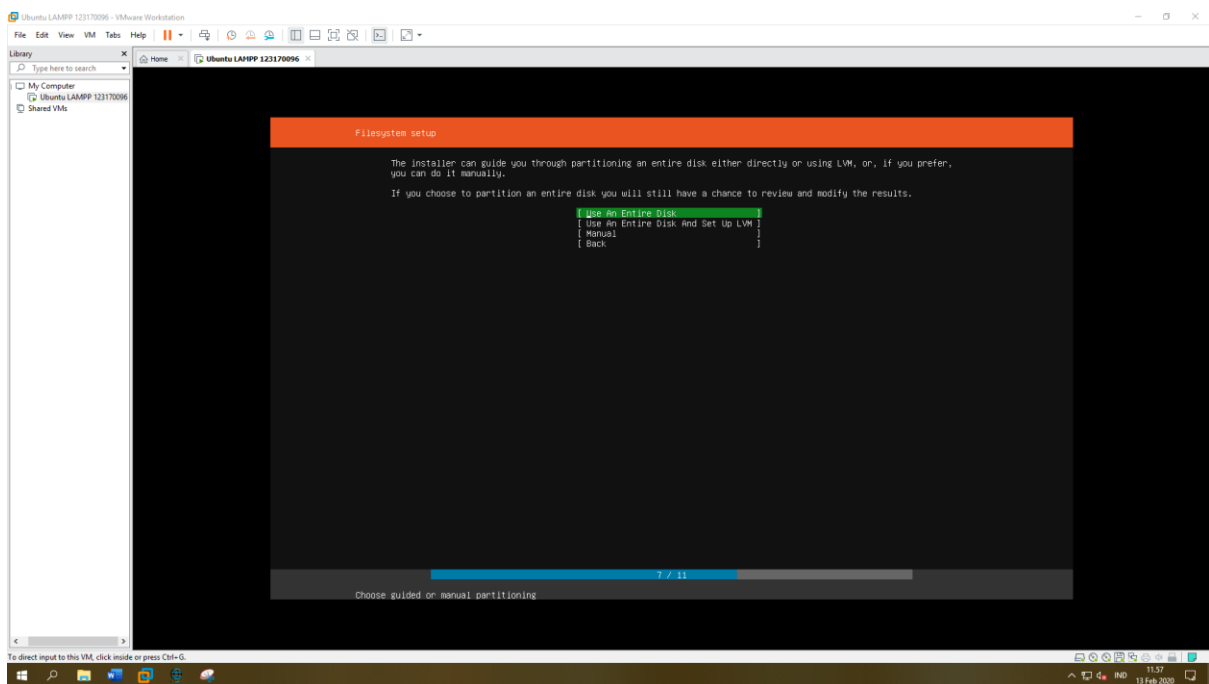 Ubuntu LAMPP 123170096 - VMware Workstation
File Edit View VM Tabs Help
Library
Home
Ubuntu LAMPP 123170096
Type here to search
My Computer
Ubuntu LAMPP 123170096
Shared VMs
Filesystem setup
The installer can guide you through partitioning an entire disk either directly or using LVM, or, if you prefer,
you can do it manually.
If you choose to partition an entire disk you will still have a chance to review and modify the results.
[ Use An Entire Disk ]
[ Use An Entire Disk And Set Up LVM ]
[ Manual ]
[ Back ]
7 / 11
Choose guided or manual partitioning
To direct input to this VM, click inside or press Ctrl+G.
IND
11.57
13 Feb 2020